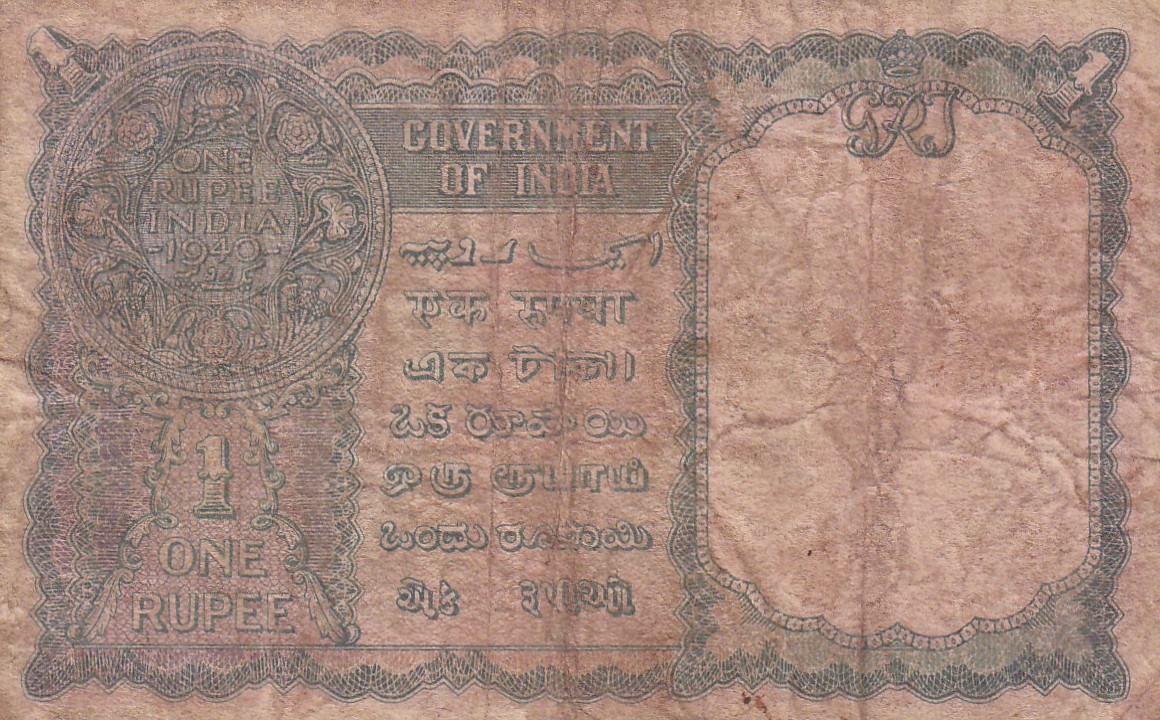 GRI
ONE
RUPEE
INDIA
1940
GOVERNMENT
OF INDIA
ایک روپیہ
एक रुपया
এক টাকা।
ఒక రూపాయి
ஒரு ரூபாய்
ಒಂದು ರೂಪಾಯಿ
એક રૂપીઓ
1
ONE
RUPEE